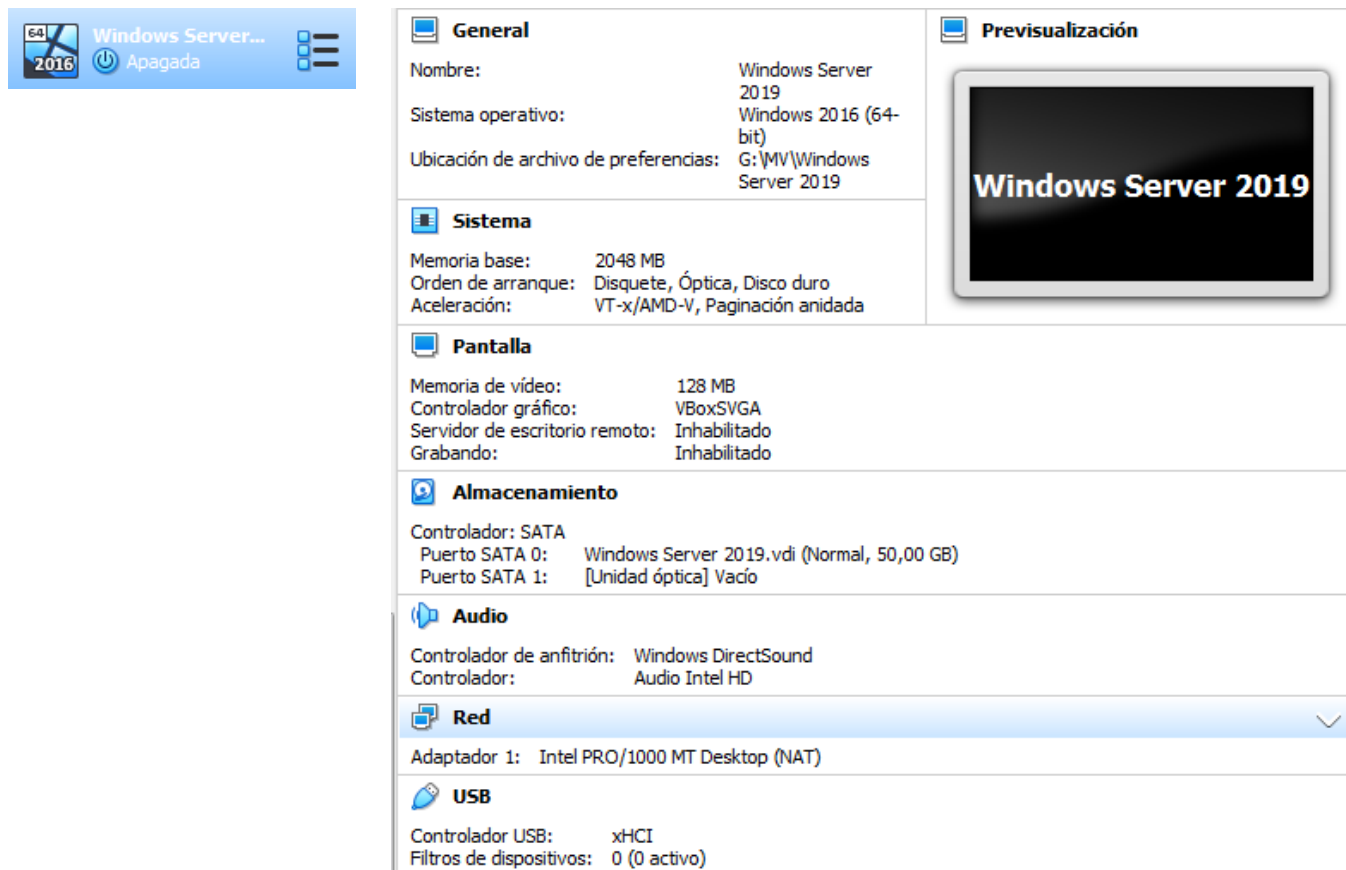 64
2016
Windows Server...
Apagada
General
Nombre: Windows Server
2019
Sistema operativo: Windows 2016 (64-
bit)
Ubicación de archivo de preferencias: G:\MV\Windows
Server 2019
Previsualización
Windows Server 2019
Sistema
Memoria base: 2048 MB
Orden de arranque: Disquete, Óptica, Disco duro
Aceleración: VT-x/AMD-V, Paginación anidada
Pantalla
Memoria de vídeo: 128 MB
Controlador gráfico: VBoxSVGA
Servidor de escritorio remoto: Inhabilitado
Grabando: Inhabilitado
Almacenamiento
Controlador: SATA
Puerto SATA 0: Windows Server 2019.vdi (Normal, 50,00 GB)
Puerto SATA 1: [Unidad óptica] Vacío
Audio
Controlador de anfitrión: Windows DirectSound
Controlador: Audio Intel HD
Red
Adaptador 1: Intel PRO/1000 MT Desktop (NAT)
USB
Controlador USB: xHCI
Filtros de dispositivos: 0 (0 activo)